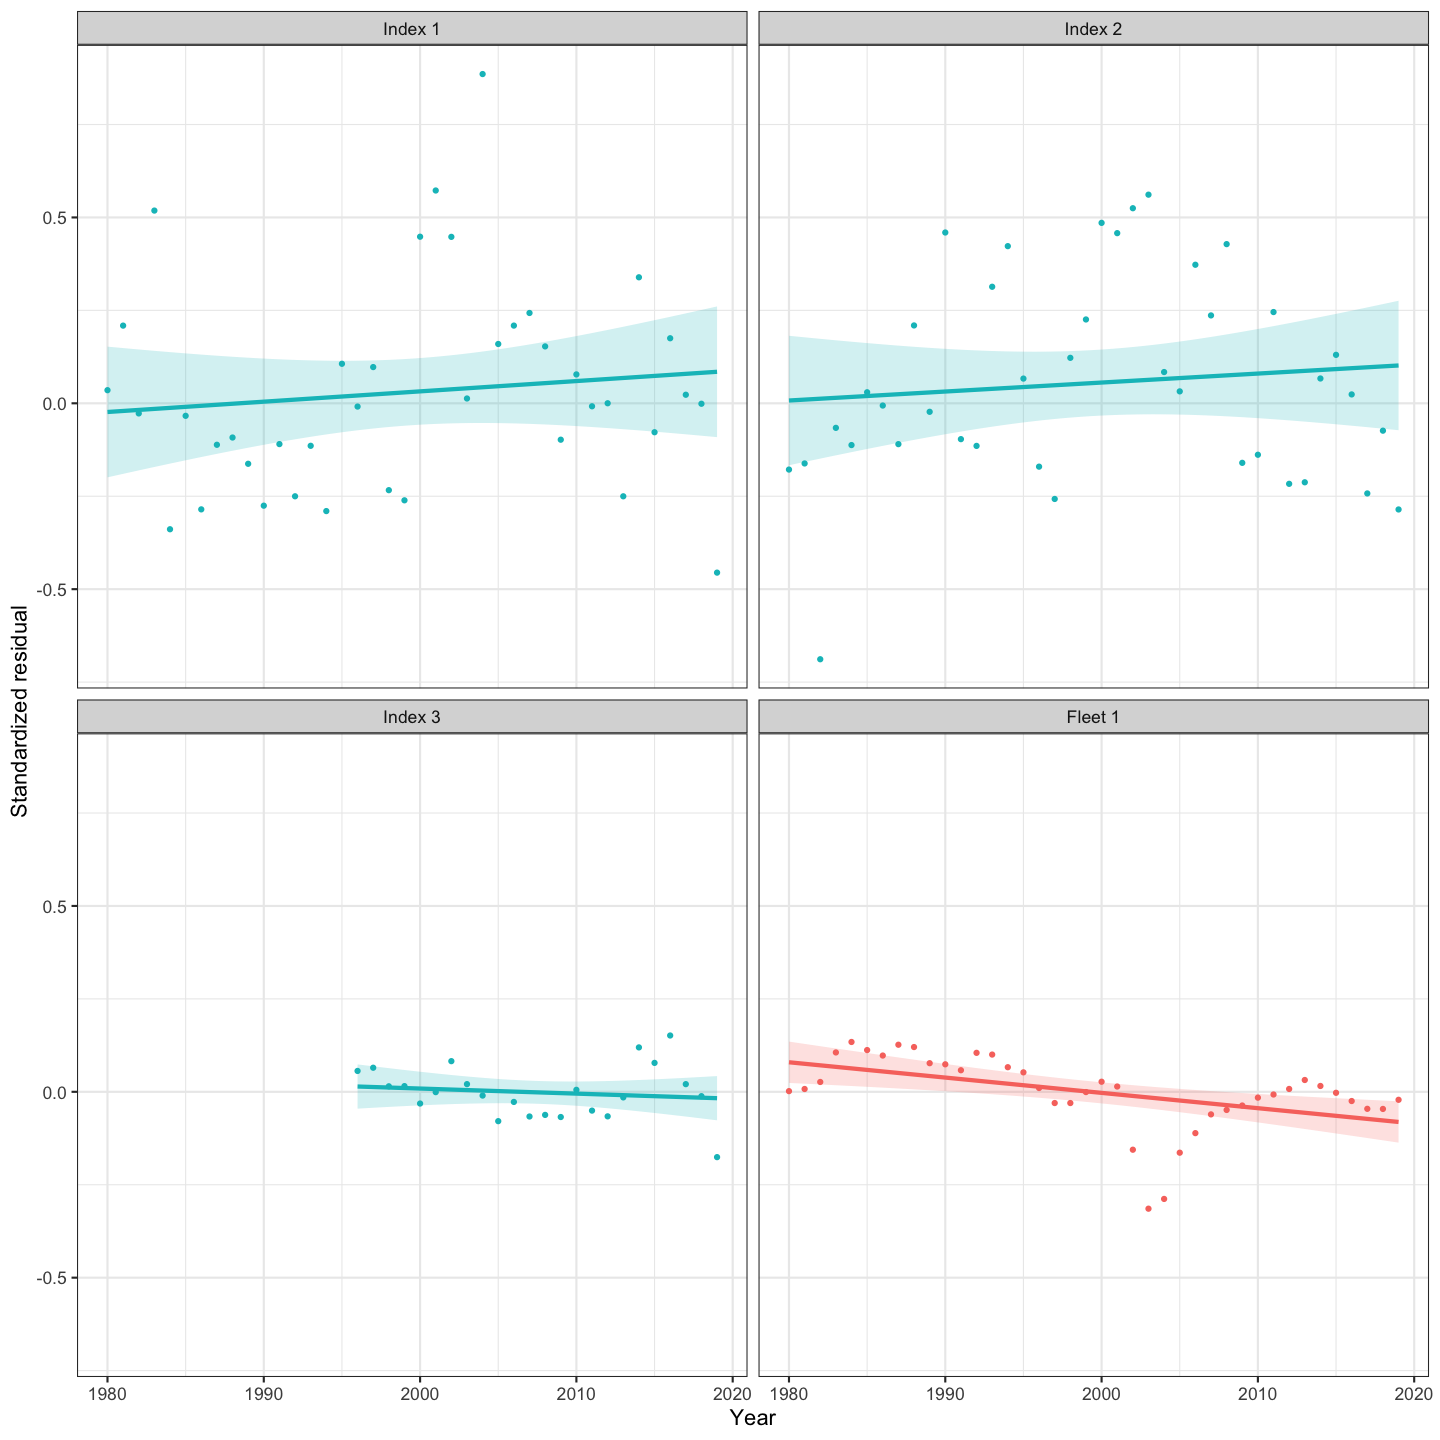 Index 1
Index 2
0.5
0.0
-0.5
Standardized residual
Index 3
Fleet 1
0.5
0.0
-0.5
1980 1990 2000 2010 2020 1980 1990 2000 2010 2020
Year